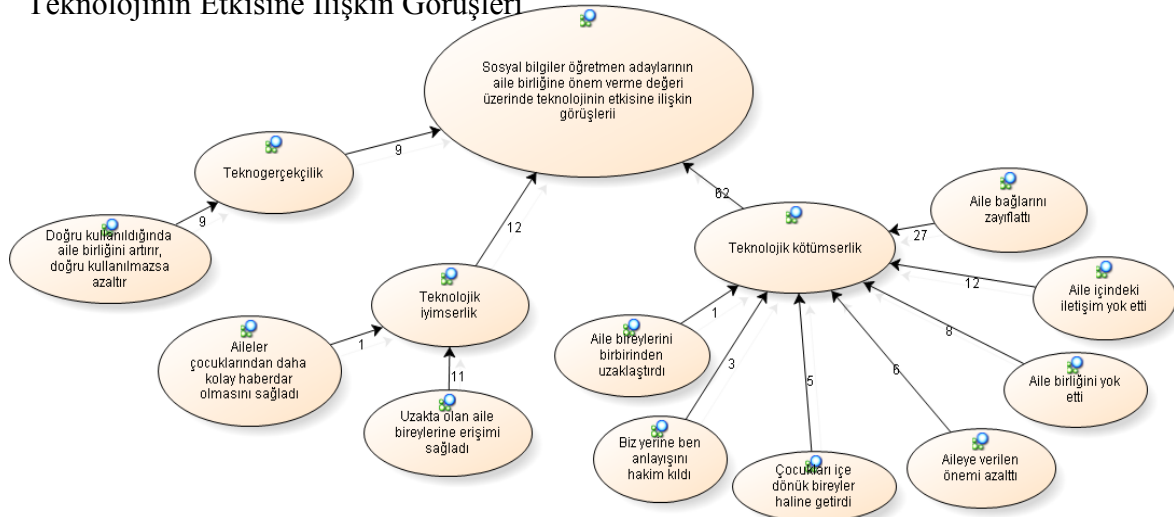 Teknolojinin Etkisine İlişkin Görüşleri
Sosyal bilgiler öğretmen adaylarının
aile birliğine önem verme değeri
üzerinde teknolojinin etkisine ilişkin
görüşlerii
9
Teknogerçekçilik
9
Doğru kullanıldığında
aile birliğini artırır,
doğru kullanılmazsa
azaltır
12
Teknolojik
iyimserlik
1
Aileler
çocuklarından daha
kolay haberdar
olmasını sağladı
11
Uzakta olan aile
bireylerine erişimi
sağladı
62
Teknolojik kötümserlik
27
Aile bağlarını
zayıflattı
12
Aile içindeki
iletişim yok etti
8
Aile birliğini yok
etti
6
Aileye verilen
önemi azalttı
5
Çocukları içe
dönük bireyler
haline getirdi
3
Biz yerine ben
anlayışını
hakim kıldı
1
Aile bireylerini
birbirinden
uzaklaştırdı